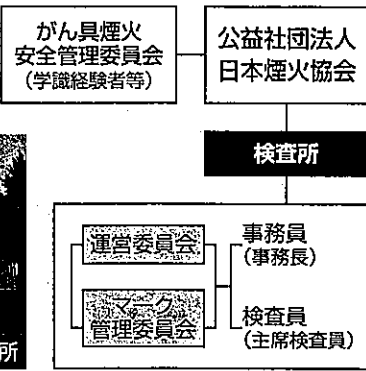 がん具煙火
安全管理委員会
(学識経験者等)
公益社団法人
日本煙火協会
検査所
運営委員会
マーク
管理委員会
事務員
(事務長)
検査員
(主席検査員)
所